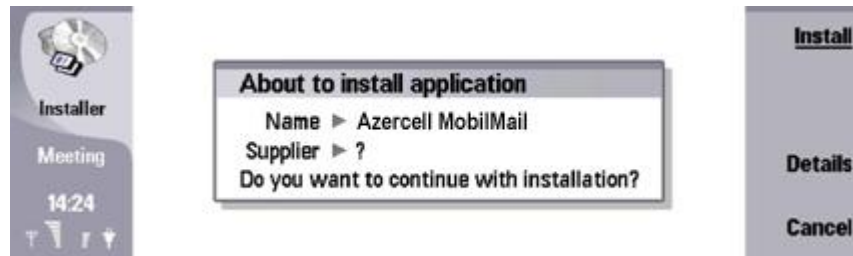 Installer
Meeting
14:24
About to install application
Name ▶ Azercell MobilMail
Supplier ▶ ?
Do you want to continue with installation?
Install
Details
Cancel